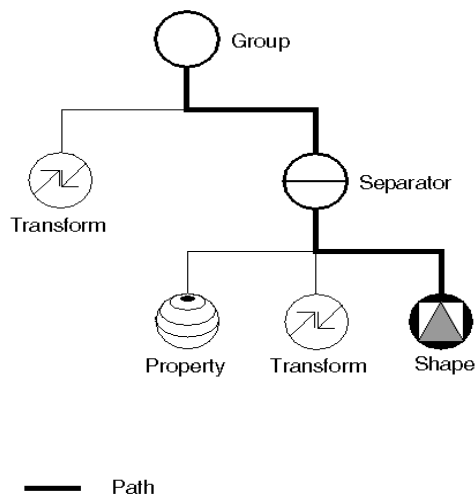 Group
Transform
Separator
Property
Transform
Shape
Path